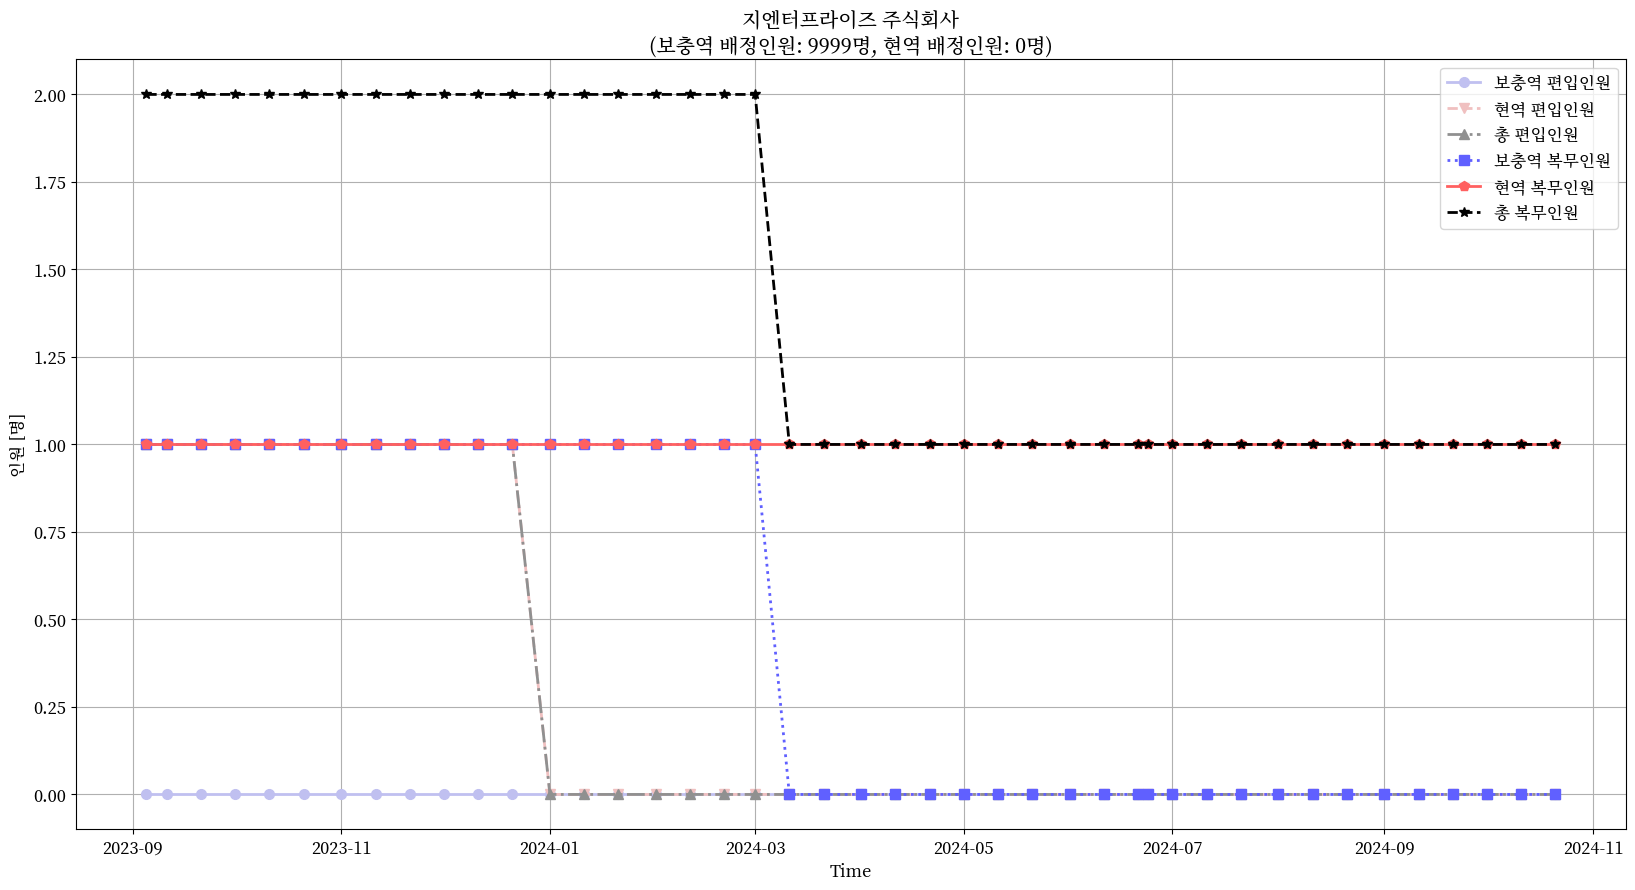 지엔터프라이즈 주식회사
(보충역 배정인원: 9999명, 현역 배정인원: 0명)
보충역 편입인원
현역 편입인원
총 편입인원
보충역 복무인원
현역 복무인원
총 복무인원
인원 [명]
2.00
1.75
1.50
1.25
1.00
0.75
0.50
0.25
0.00
2023-09
2023-11
2024-01
2024-03
2024-05
2024-07
2024-09
2024-11
Time